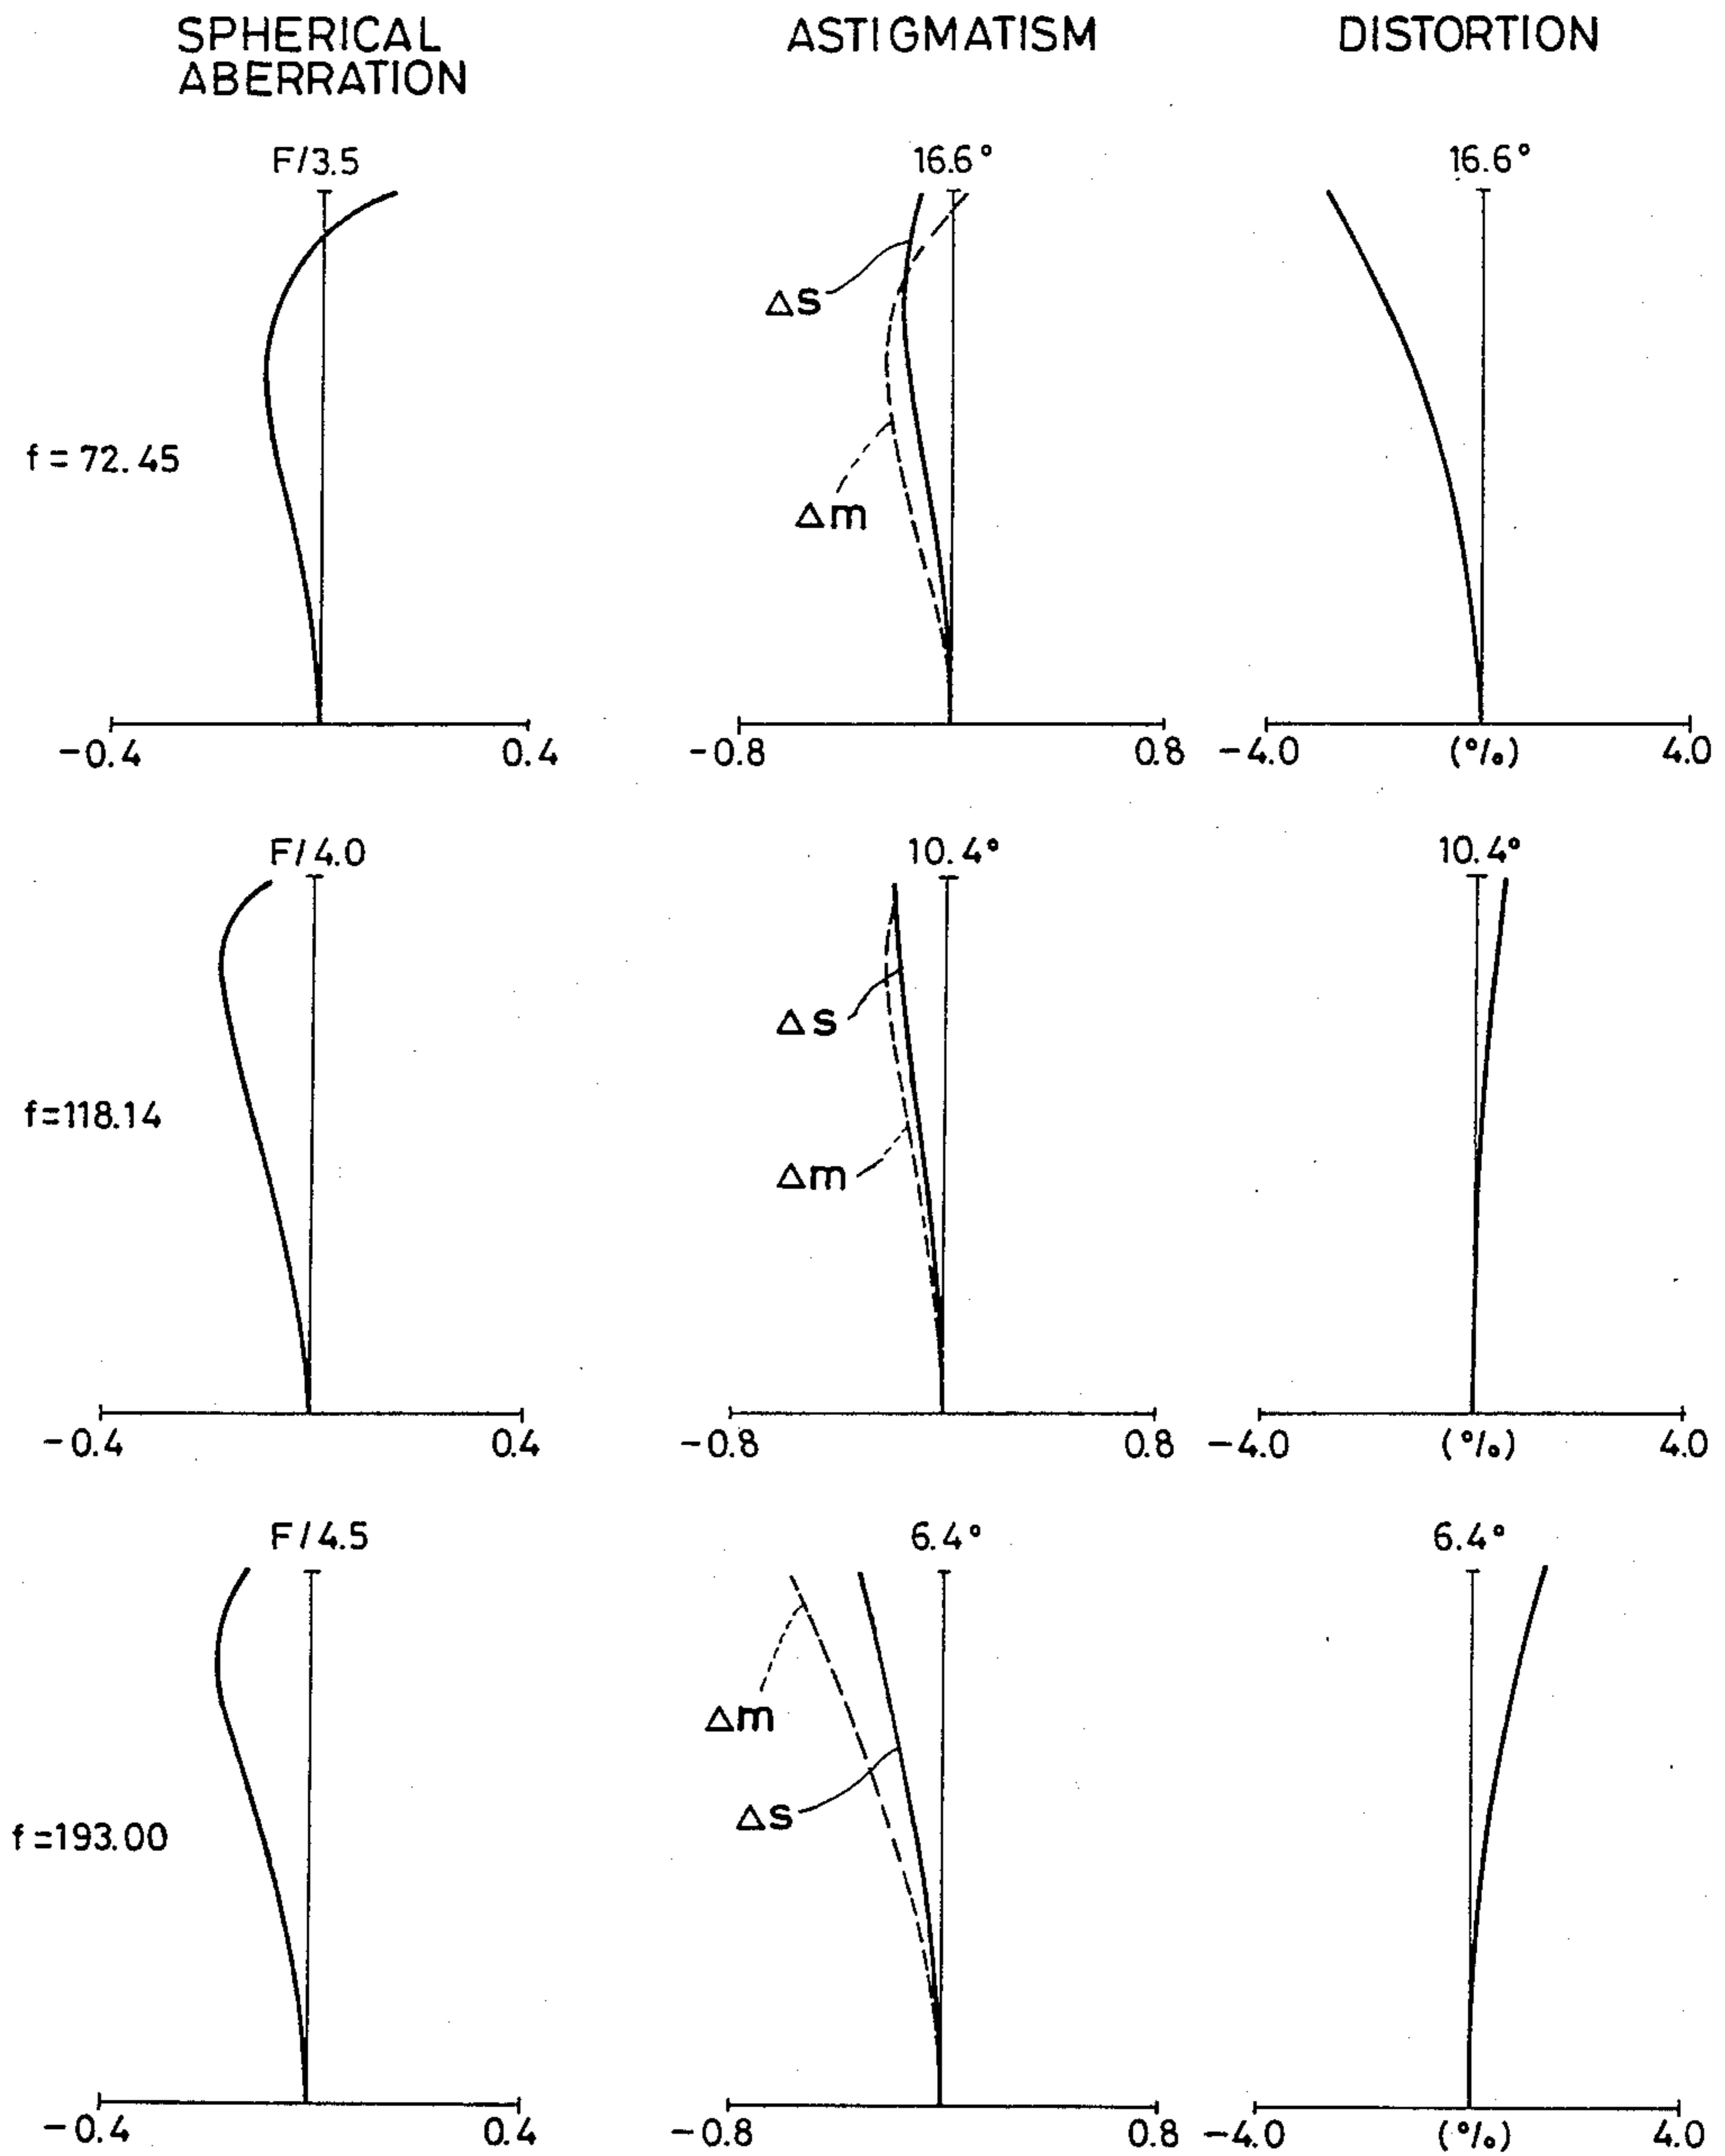 SPHERICAL
ABERRATION
ASTIGMATISM
DISTORTION
F/3.5
16.6°
16.6°
Δs
Δm
f = 72.45
-0.4
0.4
-0.8
0.8
-4.0
(%)
4.0
F/4.0
10.4°
10.4°
Δs
Δm
f=118.14
-0.4
0.4
-0.8
0.8
-4.0
(%)
4.0
F/4.5
6.4°
6.4°
Δm
Δs
f=193.00
-0.4
0.4
-0.8
0.8
-4.0
(%)
4.0